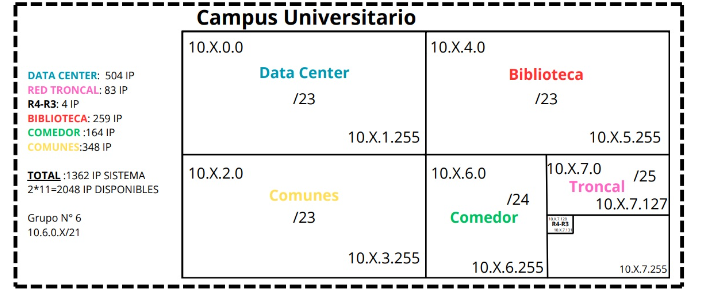 Campus Universitario
DATA CENTER: 504 IP
RED TRONCAL: 83 IP
R4-R3: 4 IP
BIBLIOTECA: 259 IP
COMEDOR :164 IP
COMUNES:348 IP
TOTAL :1362 IP SISTEMA
2*11=2048 IP DISPONIBLES
Grupo N° 6
10.6.0.X/21
10.X.0.0
Data Center
/23
10.X.1.255
10.X.4.0
Biblioteca
/23
10.X.5.255
10.X.2.0
Comunes
/23
10.X.3.255
10.X.6.0
/24
Comedor
10.X.6.255
10.X.7.0
/25
Troncal
10.X.7.127
R4-R3
10.X.7.255